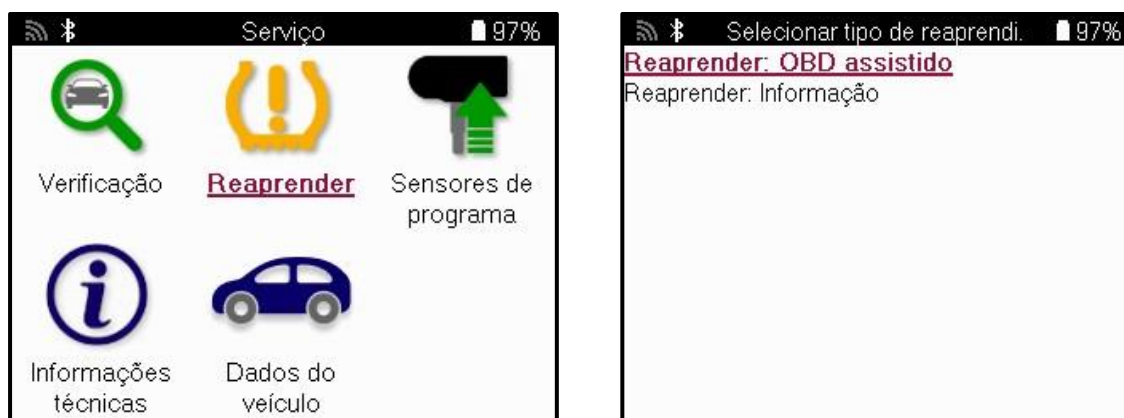 Serviço 97%
Verificação
Reaprender
Sensores de
programa
Informações
técnicas
Dados do
veículo
Selecionar tipo de reaprendi. 97%
Reaprender: OBD assistido
Reaprender: Informação